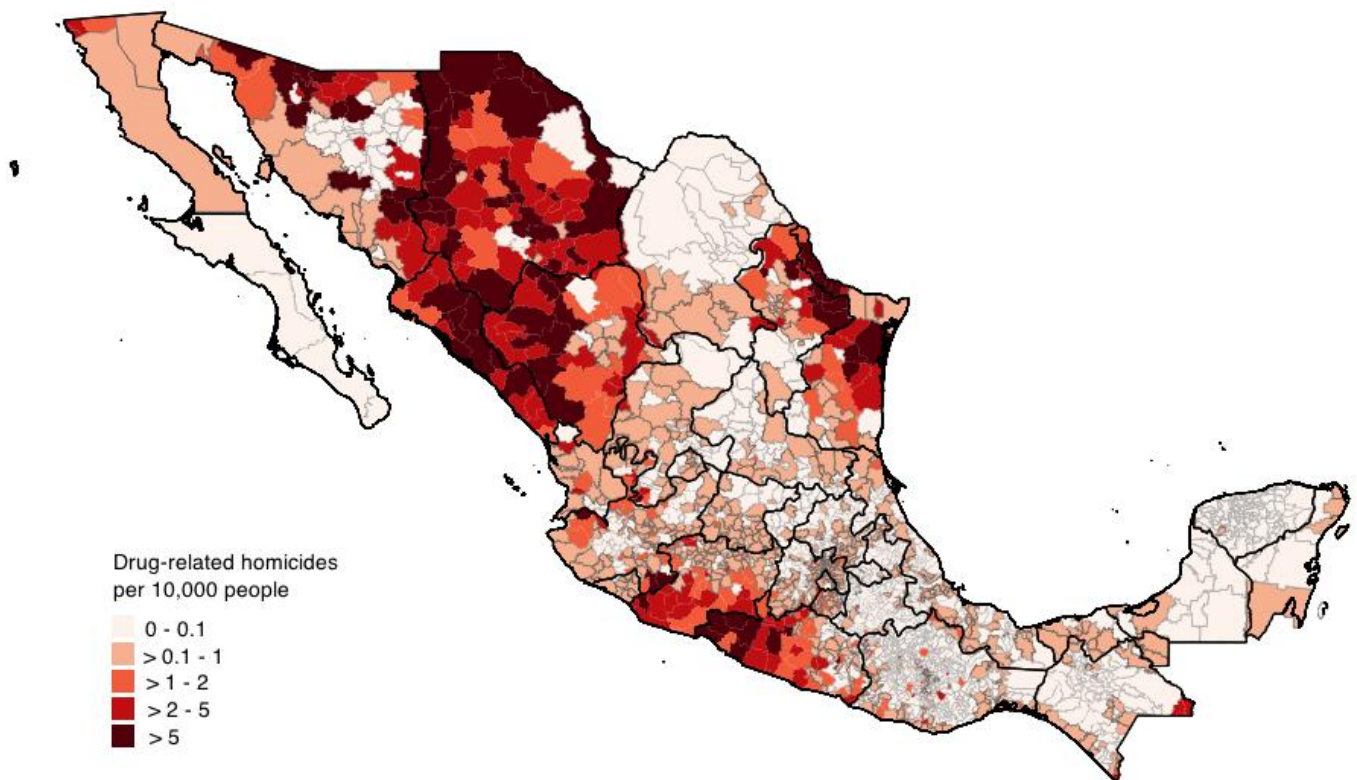 Drug-related homicides
per 10,000 people
0 - 0.1
> 0.1 - 1
> 1 - 2
> 2 - 5
> 5